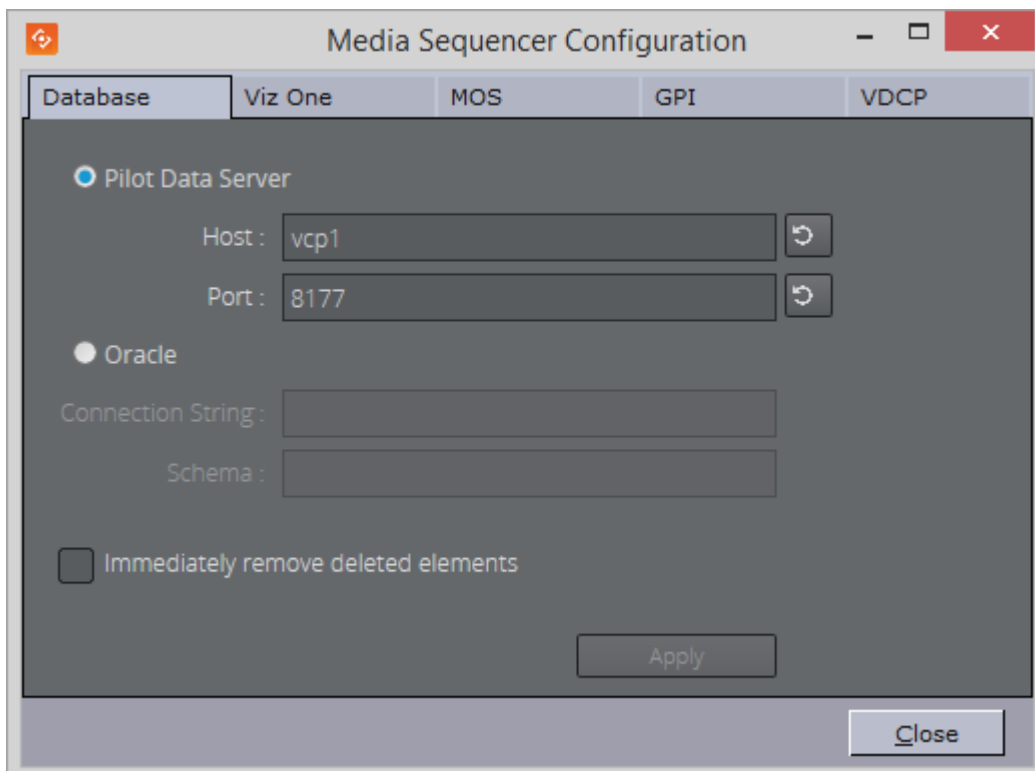 Media Sequencer Configuration
Database Viz One MOS GPI VDCP
Pilot Data Server
Host : vcp1
Port : 8177
Oracle
Connection String :
Schema :
Immediately remove deleted elements
Apply
Close